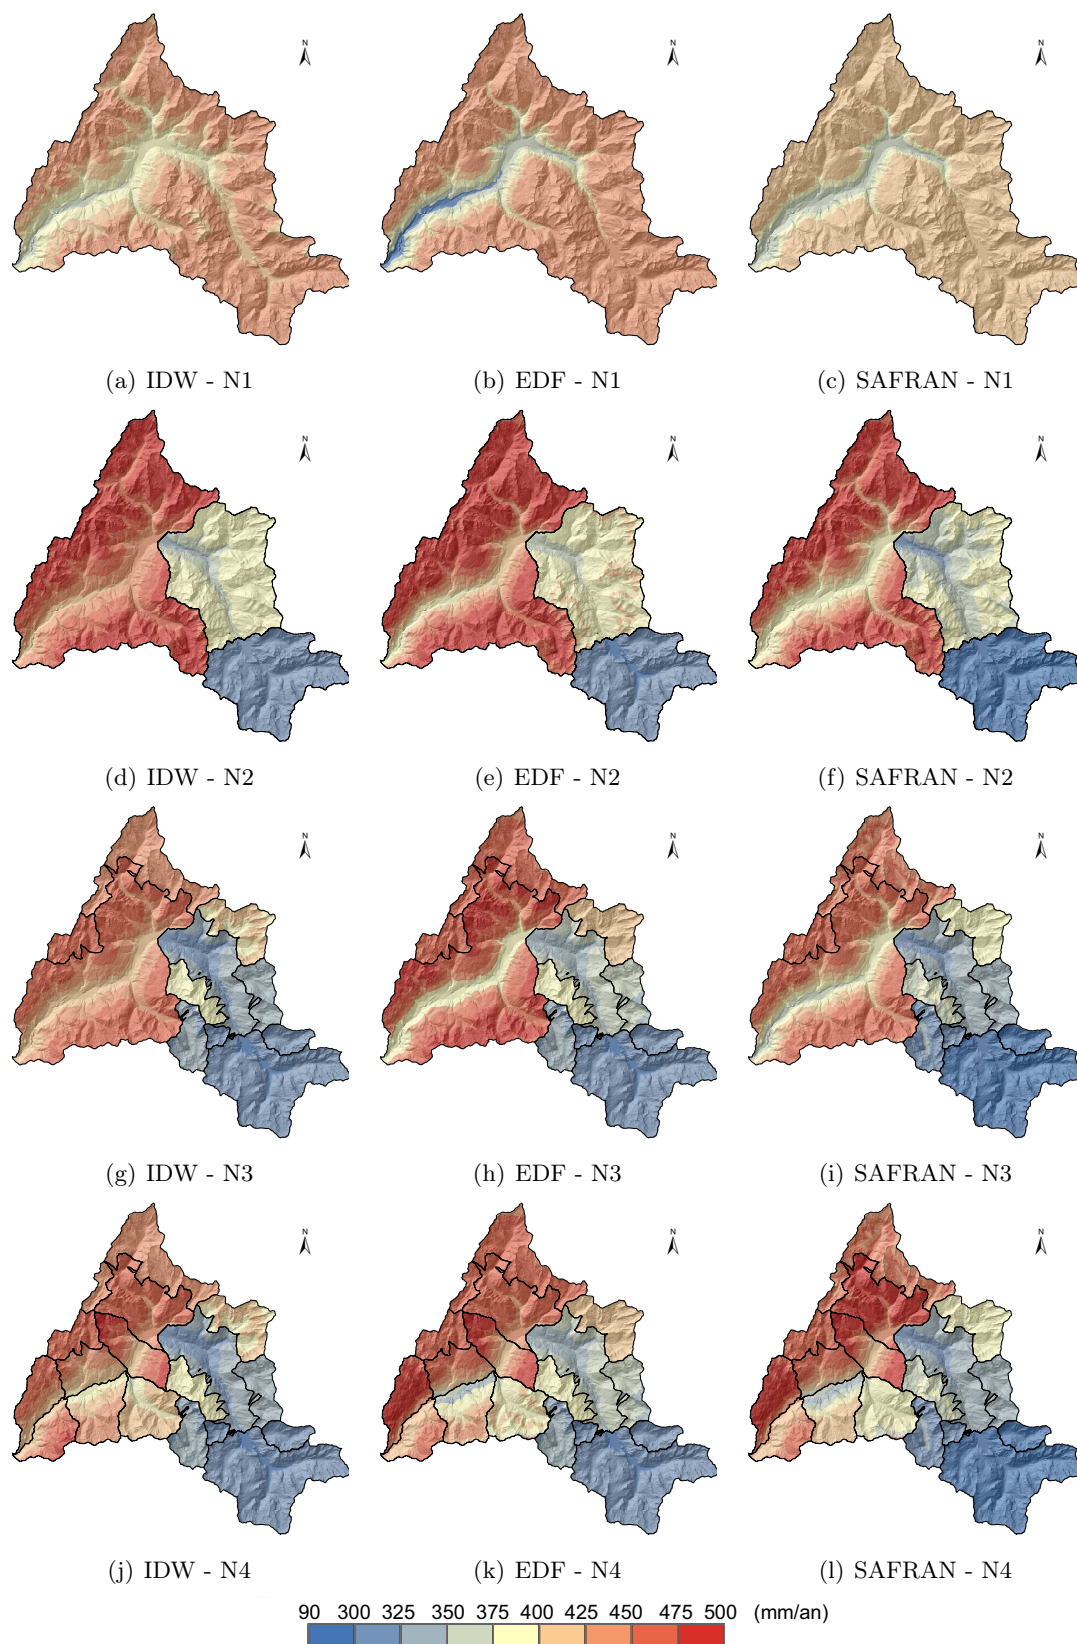 N N N
(a) IDW - N1 (b) EDF - N1 (c) SAFRAN - N1
N N N
(d) IDW - N2 (e) EDF - N2 (f) SAFRAN - N2
N N N
(g) IDW - N3 (h) EDF - N3 (i) SAFRAN - N3
N N N
(j) IDW - N4 (k) EDF - N4 (l) SAFRAN - N4
90 300 325 350 375 400 425 450 475 500 (mm/an)